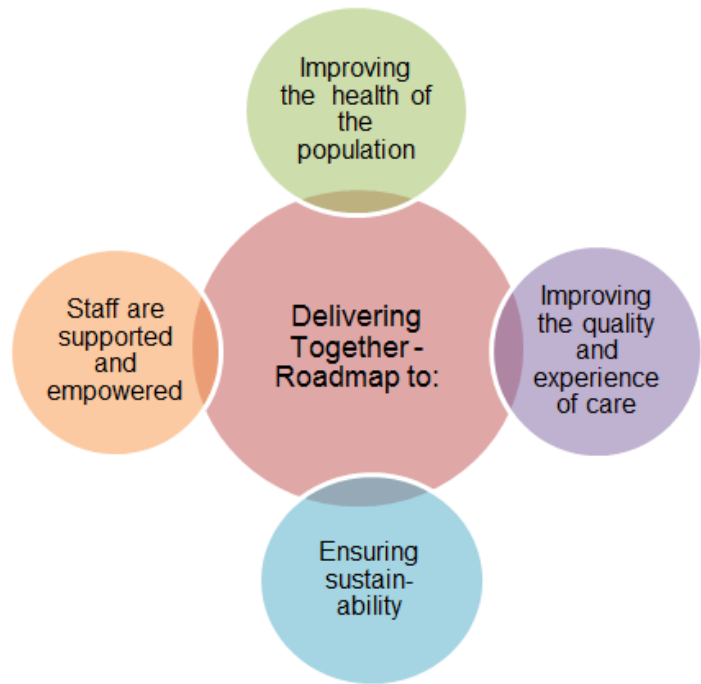 Improving
the health of
the
population
Staff are
supported
and
empowered
Delivering
Together -
Roadmap to:
Improving
the quality
and
experience
of care
Ensuring
sustain-
ability